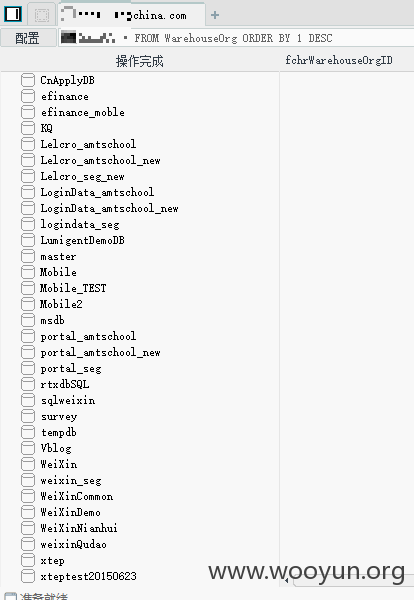 china.com
配置
FROM WarehouseOrg ORDER BY 1 DESC
操作完成
fchrWarehouseOrgID
CnApplyDB
efinance
efinance_moble
KQ
Lelcro_amtschool
Lelcro_amtschool_new
Lelcro_seg_new
LoginData_amtschool
LoginData_amtschool_new
logindata_seg
LumigentDemoDB
master
Mobile
Mobile_TEST
Mobile2
msdb
portal_amtschool
portal_amtschool_new
portal_seg
rtxdbSQL
sqlweixin
survey
tempdb
Vblog
WeiXin
weixin_seg
WeiXinCommon
WeiXinDemo
WeiXinNianhui
weixinQudao
xtep
xteptest20150623
www.wooyun.org
准备就绪